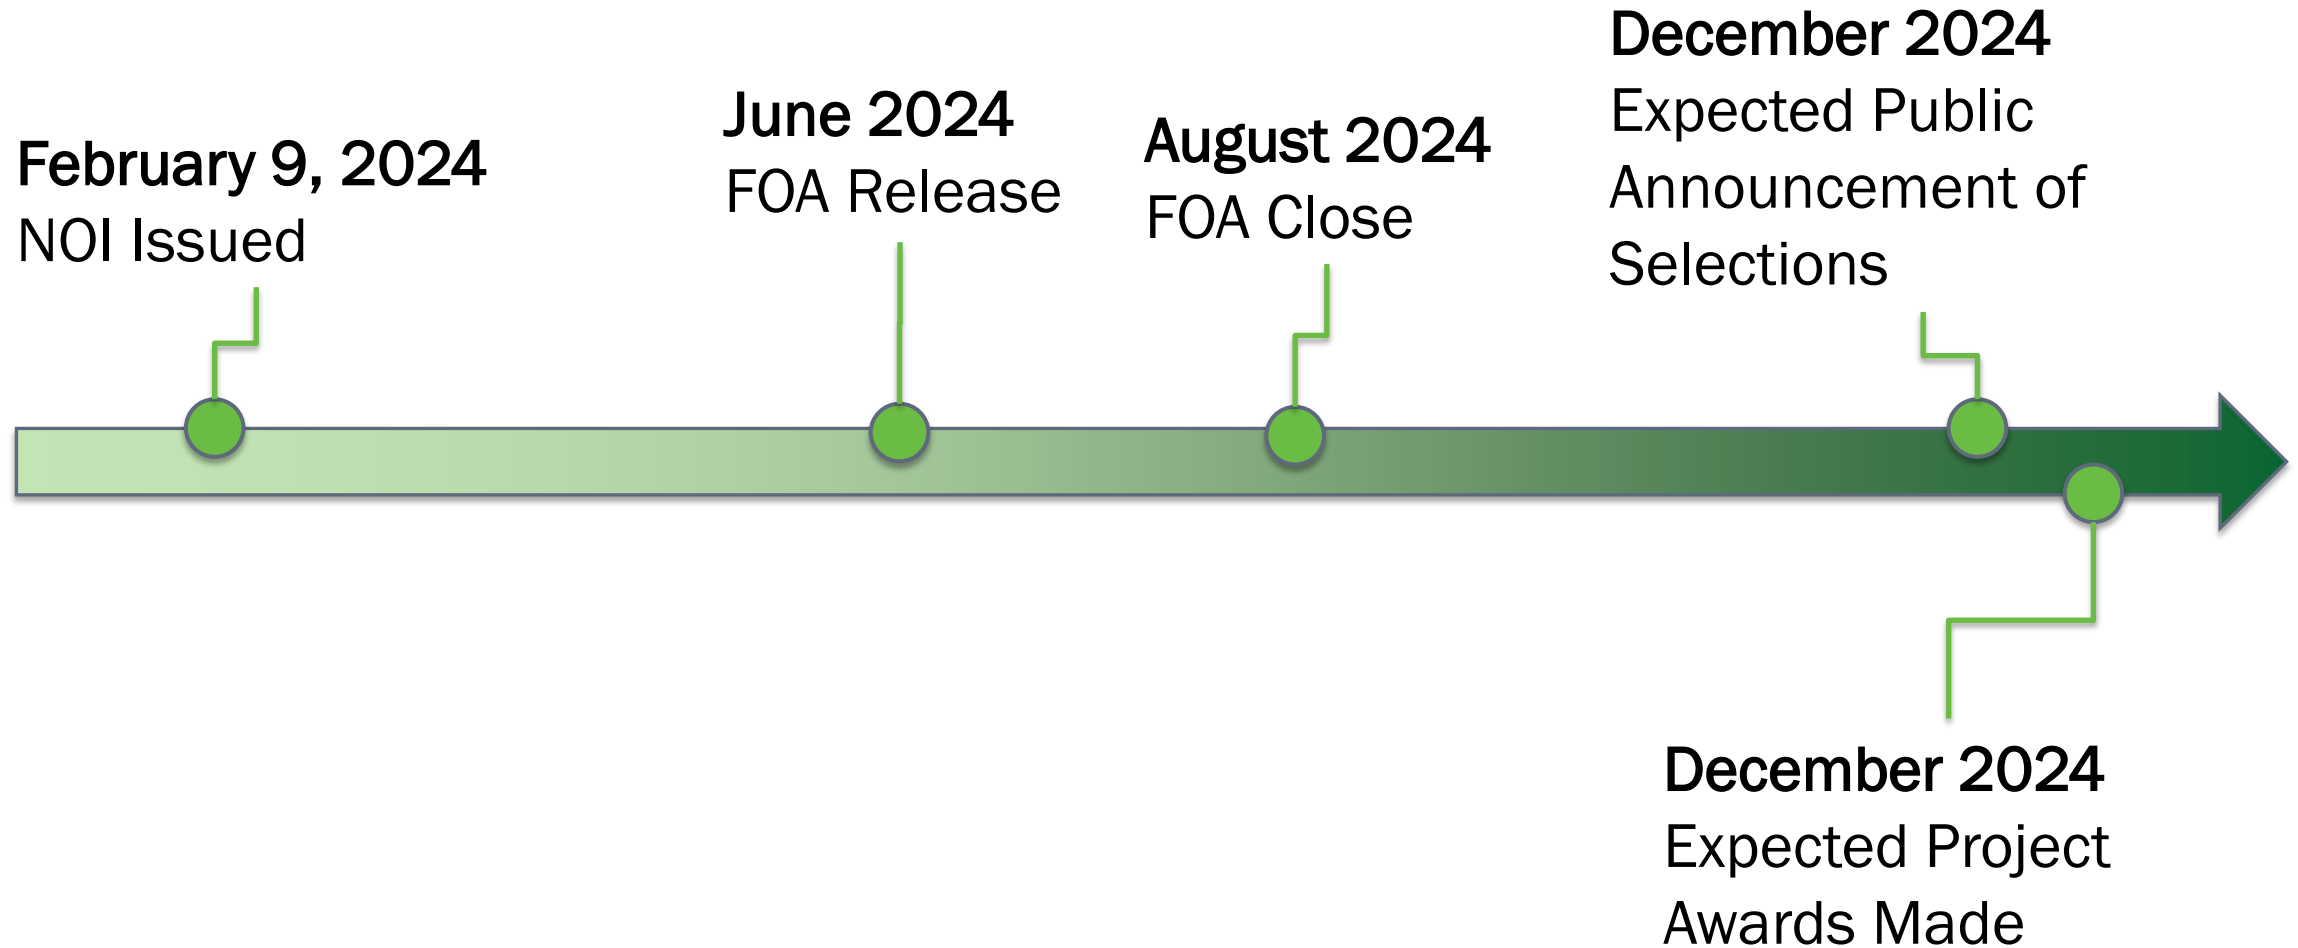 February 9, 2024
NOI Issued
June 2024
FOA Release
August 2024
FOA Close
December 2024
Expected Public
Announcement of
Selections
December 2024
Expected Project
Awards Made